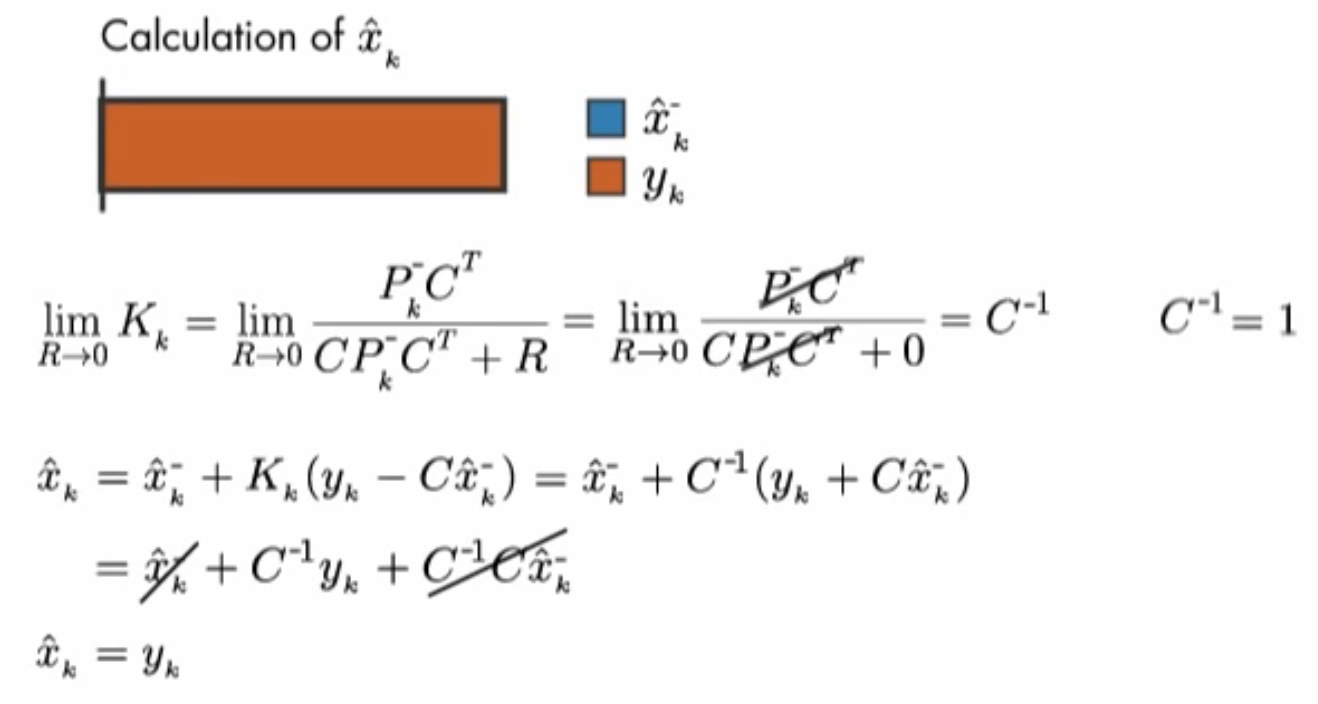 Calculation of x̂ₖ
x̂ₖ⁻
yₖ
lim_{R→0} Kₖ = lim_{R→0} Pₖ⁻Cᵀ / (CPₖ⁻Cᵀ + R) = lim_{R→0} Pₖ⁻Cᵀ / (CPₖ⁻Cᵀ + 0) = C⁻¹ C⁻¹ = 1
x̂ₖ = x̂ₖ⁻ + Kₖ(yₖ − Cx̂ₖ⁻) = x̂ₖ⁻ + C⁻¹(yₖ + Cx̂ₖ⁻)
= x̂ₖ⁻ + C⁻¹yₖ + C⁻¹Cx̂ₖ⁻
x̂ₖ = yₖ